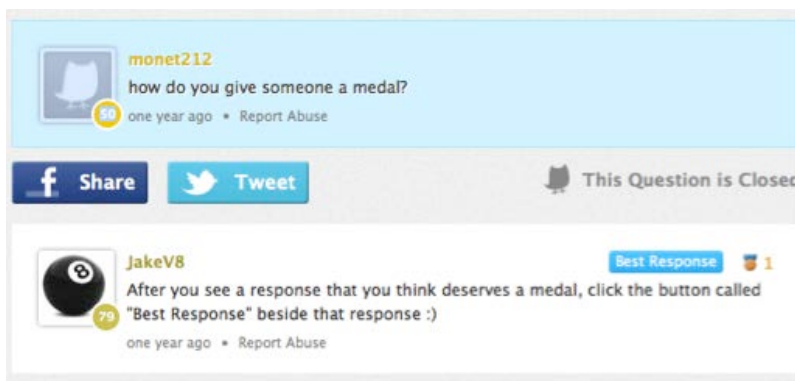 monet212
how do you give someone a medal?
50
one year ago • Report Abuse
f Share
Tweet
This Question is Closed
8
JakeV8
Best Response
1
After you see a response that you think deserves a medal, click the button called
79
"Best Response" beside that response :)
one year ago • Report Abuse